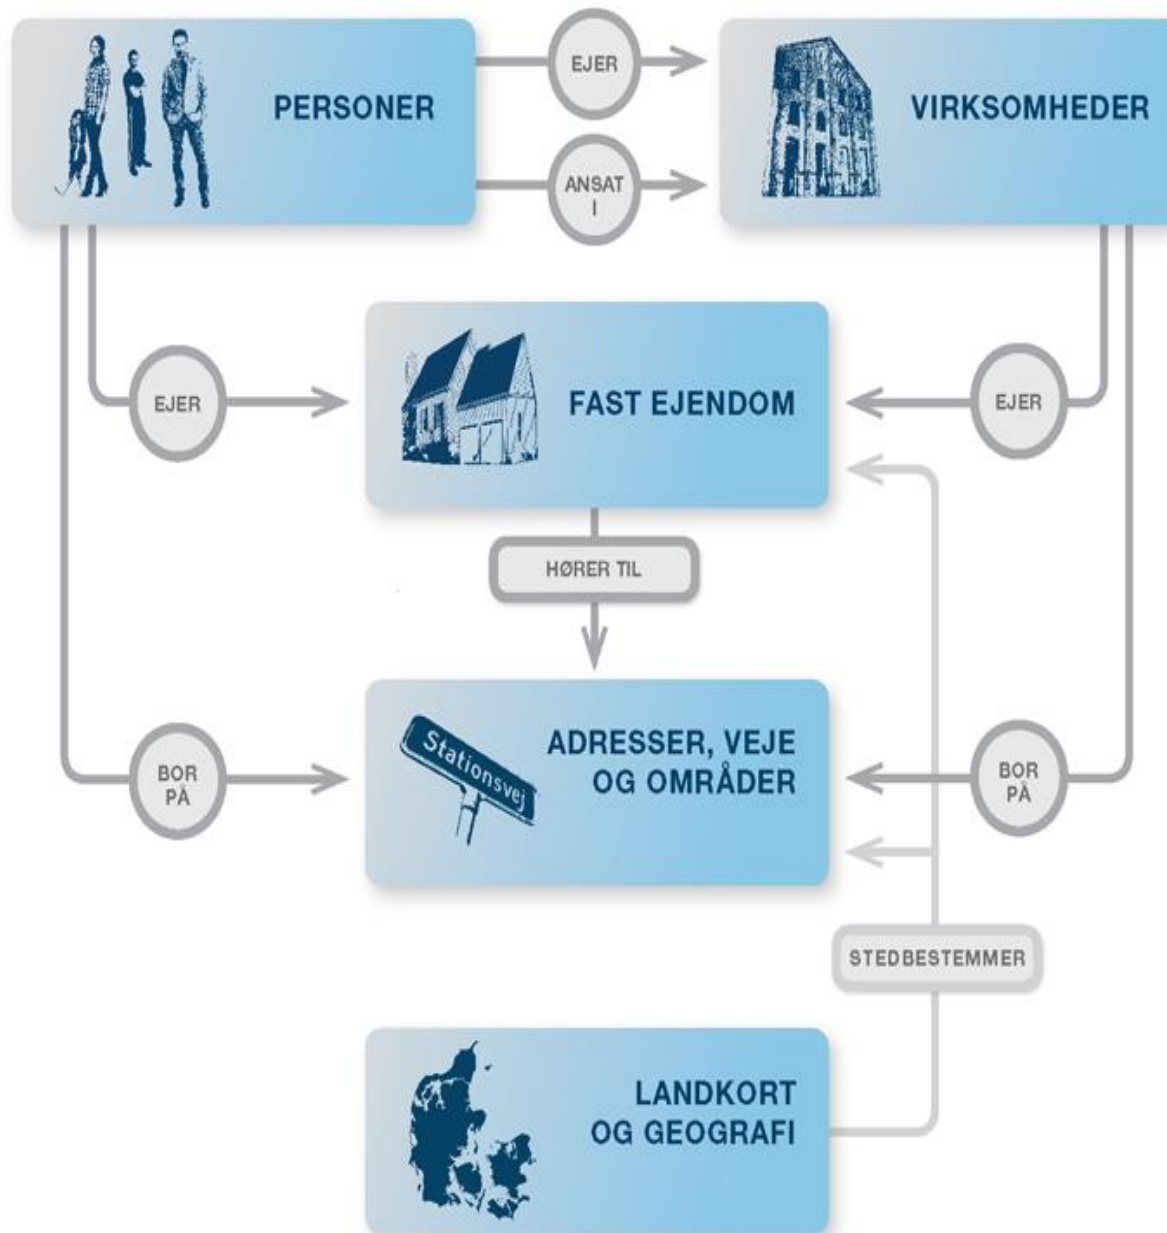 PERSONER
EJER
VIRKSOMHEDER
ANSAT
I
EJER
FAST EJENDOM
EJER
HØRER TIL
Stationsvej
ADRESSER, VEJE
OG OMRÅDER
BOR
PÅ
BOR
PÅ
STEDBESTEMMER
LANDKORT
OG GEOGRAFI